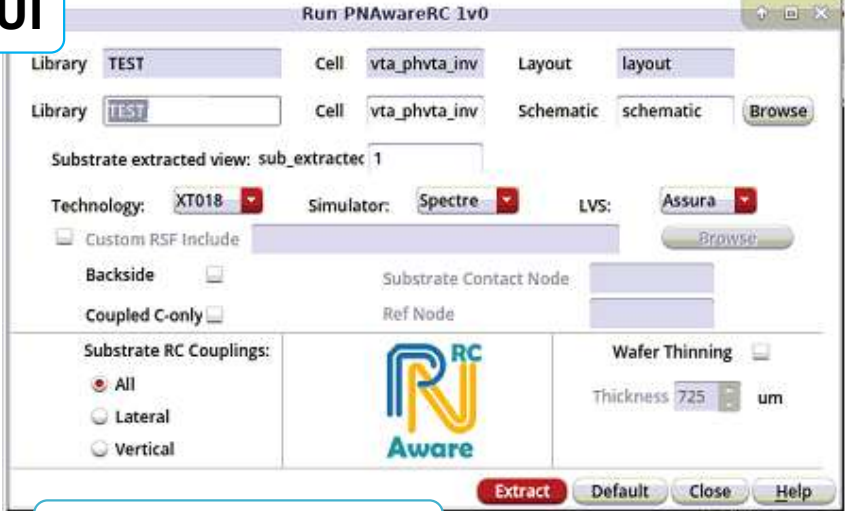 UI
Run PNAwareRC 1v0
Library TEST Cell vta_phvta_inv Layout layout
Library TEST Cell vta_phvta_inv Schematic schematic Browse
Substrate extracted view: sub_extracted 1
Technology: XT018 Simulator: Spectre LVS: Assura
Custom RSF Include Browse
Backside Substrate Contact Node
Coupled C-only Ref Node
Substrate RC Couplings: Wafer Thinning
All
Lateral
Vertical
Thickness 725 um
PN RC
Aware
Extract Default Close Help